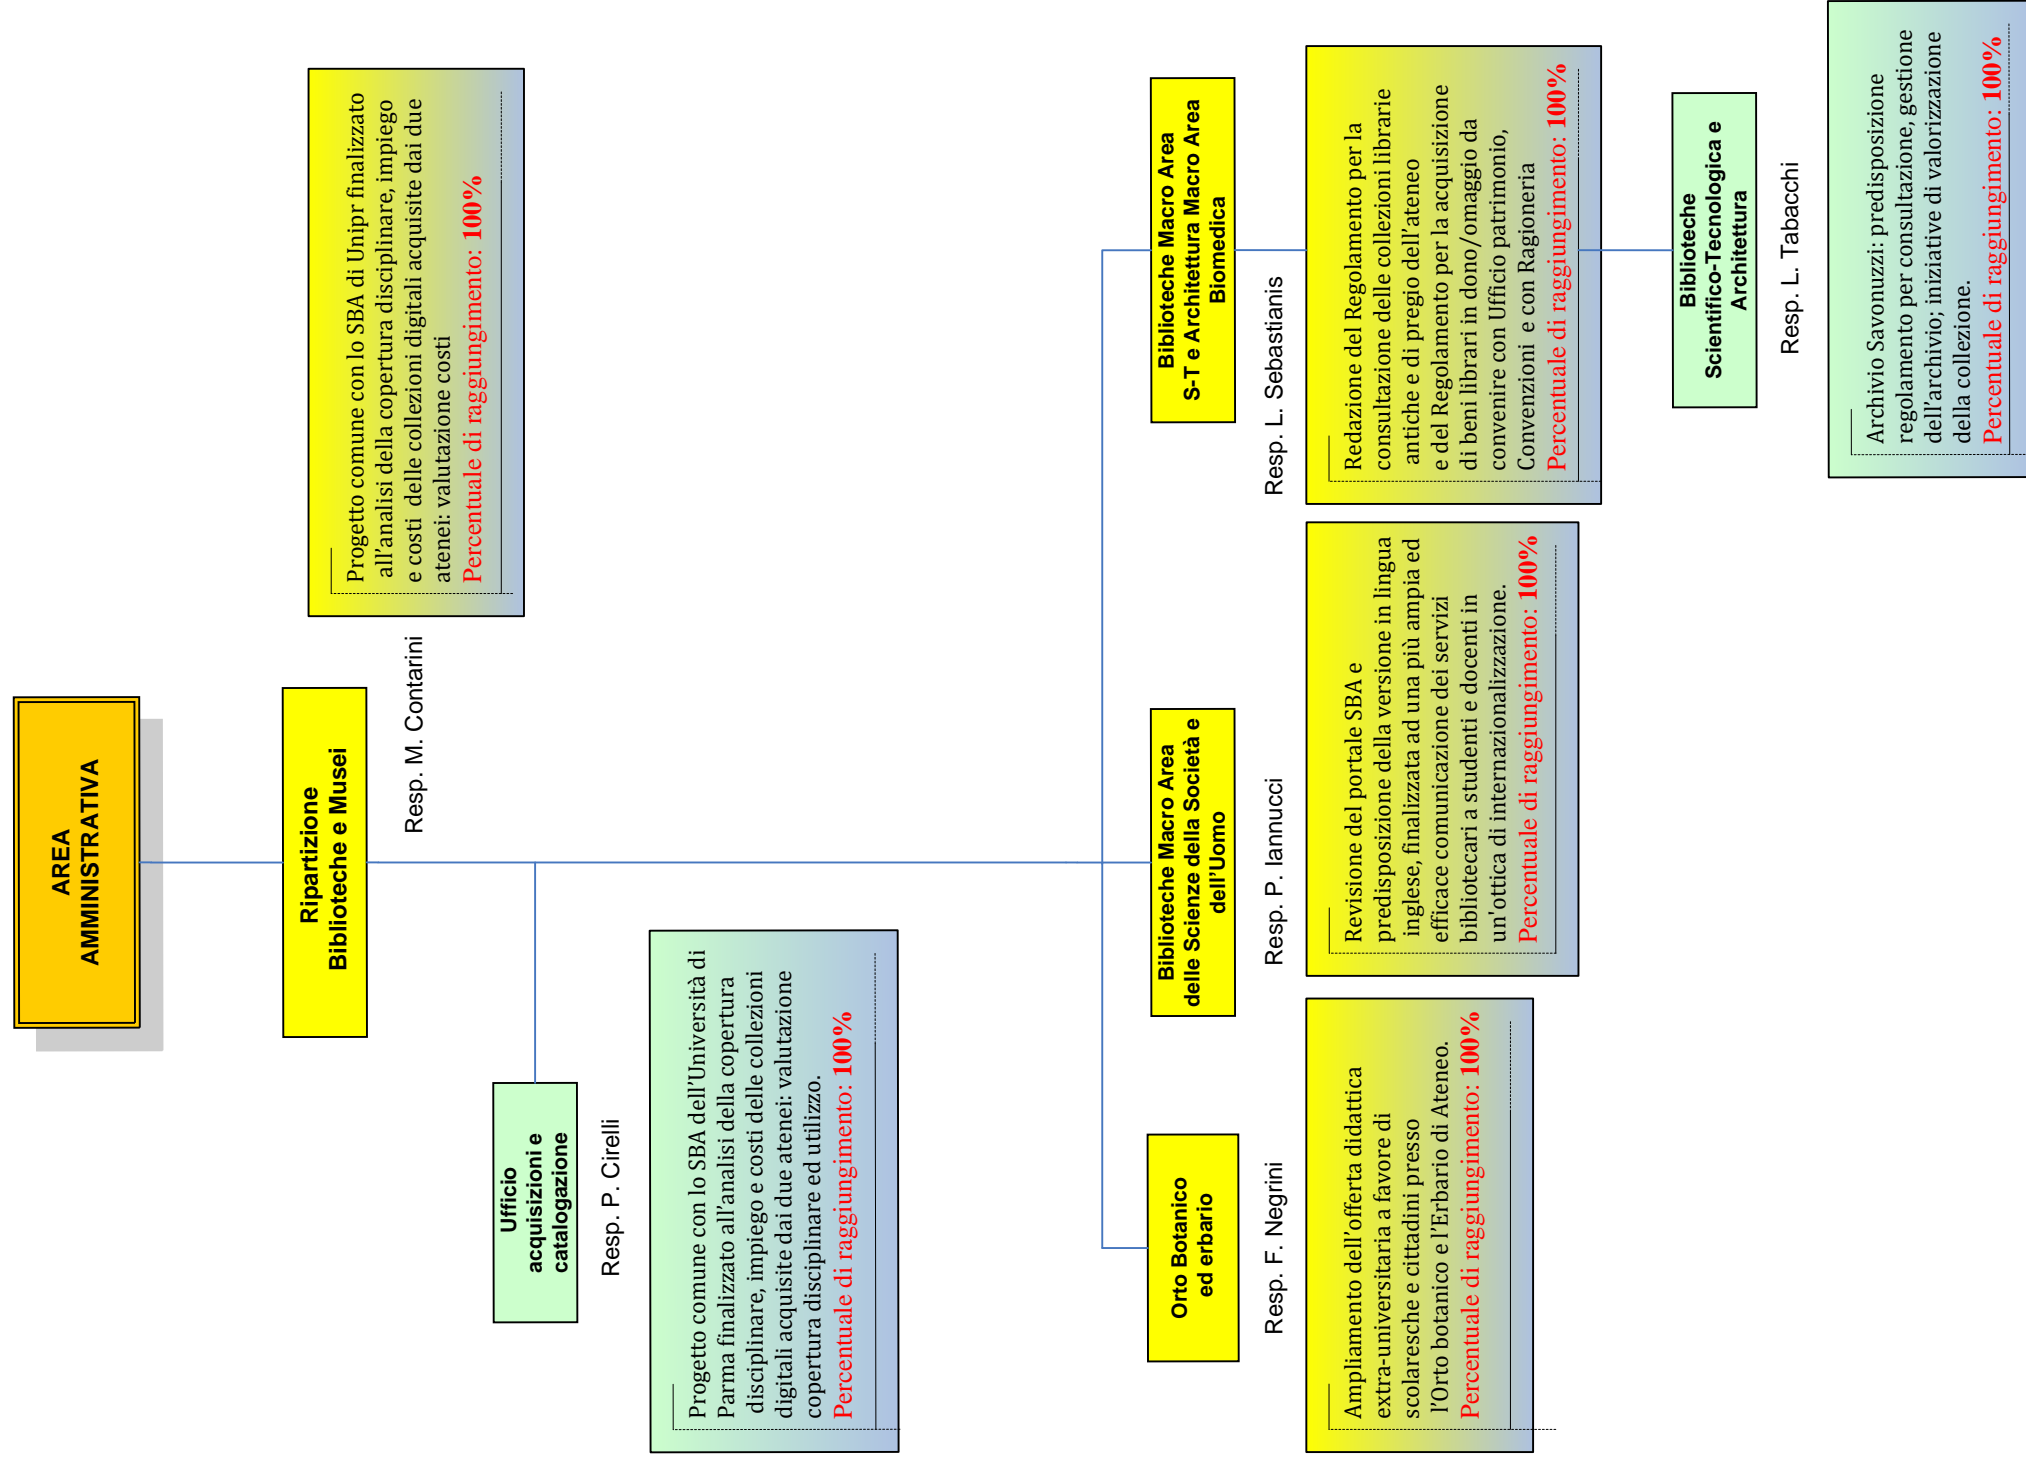 AREA
AMMINISTRATIVA
Ripartizione
Biblioteche e Musei
Resp. M. Contarini
Progetto comune con lo SBA di Unipr finalizzato
all'analisi della copertura disciplinare, impiego
e costi delle collezioni digitali acquisite dai due
atenei: valutazione costi
Percentuale di raggiungimento: 100%
Ufficio
acquisizioni e
catalogazione
Resp. P. Cirelli
Progetto comune con lo SBA dell'Università di
Parma finalizzato all'analisi della copertura
disciplinare, impiego e costi delle collezioni
digitali acquisite dai due atenei: valutazione
copertura disciplinare ed utilizzo.
Percentuale di raggiungimento: 100%
Orto Botanico
ed erbario
Resp. F. Negrini
Ampliamento dell'offerta didattica
extra-universitaria a favore di
scolaresche e cittadini presso
l'Orto botanico e l'Erbario di Ateneo.
Percentuale di raggiungimento: 100%
Biblioteche Macro Area
delle Scienze della Società e
dell'Uomo
Resp. P. Iannucci
Revisione del portale SBA e
predisposizione della versione in lingua
inglese, finalizzata ad una più ampia ed
efficace comunicazione dei servizi
bibliotecari a studenti e docenti in
un'ottica di internazionalizzazione.
Percentuale di raggiungimento: 100%
Biblioteche Macro Area
S-T e Architettura Macro Area
Biomedica
Resp. L. Sebastianis
Redazione del Regolamento per la
consultazione delle collezioni librarie
antiche e di pregio dell'ateneo
e del Regolamento per la acquisizione
di beni librari in dono/omaggio da
convenire con Ufficio patrimonio,
Convenzioni e con Ragioneria
Percentuale di raggiungimento: 100%
Biblioteche
Scientifico-Tecnologica e
Architettura
Resp. L. Tabacchi
Archivio Savonuzzi: predisposizione
regolamento per consultazione, gestione
dell'archivio; iniziative di valorizzazione
della collezione.
Percentuale di raggiungimento: 100%